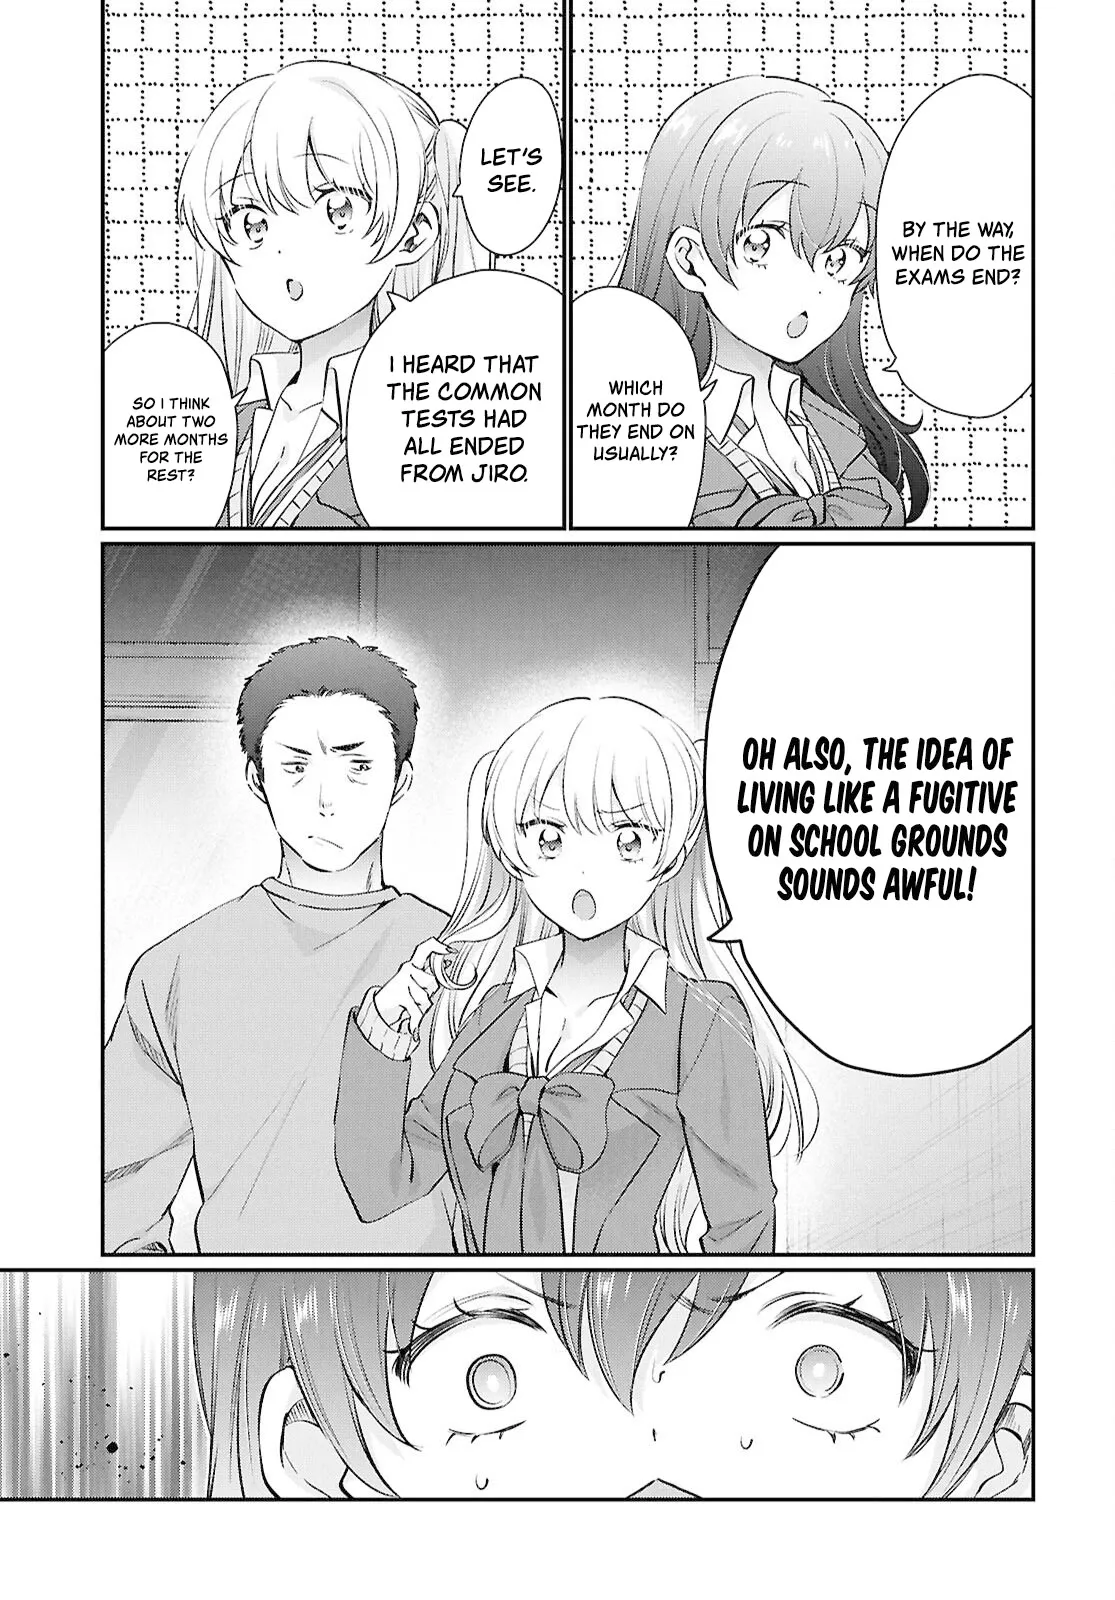 BY THE WAY,
WHEN DO THE
EXAMS END?
WHICH
MONTH DO
THEY END ON
USUALLY?
LET'S
SEE.
I HEARD THAT
THE COMMON
TESTS HAD
ALL ENDED
FROM JIRO.
SO I THINK
ABOUT TWO
MORE MONTHS
FOR THE
REST?
OH ALSO, THE IDEA OF
LIVING LIKE A FUGITIVE
ON SCHOOL GROUNDS
SOUNDS AWFUL!